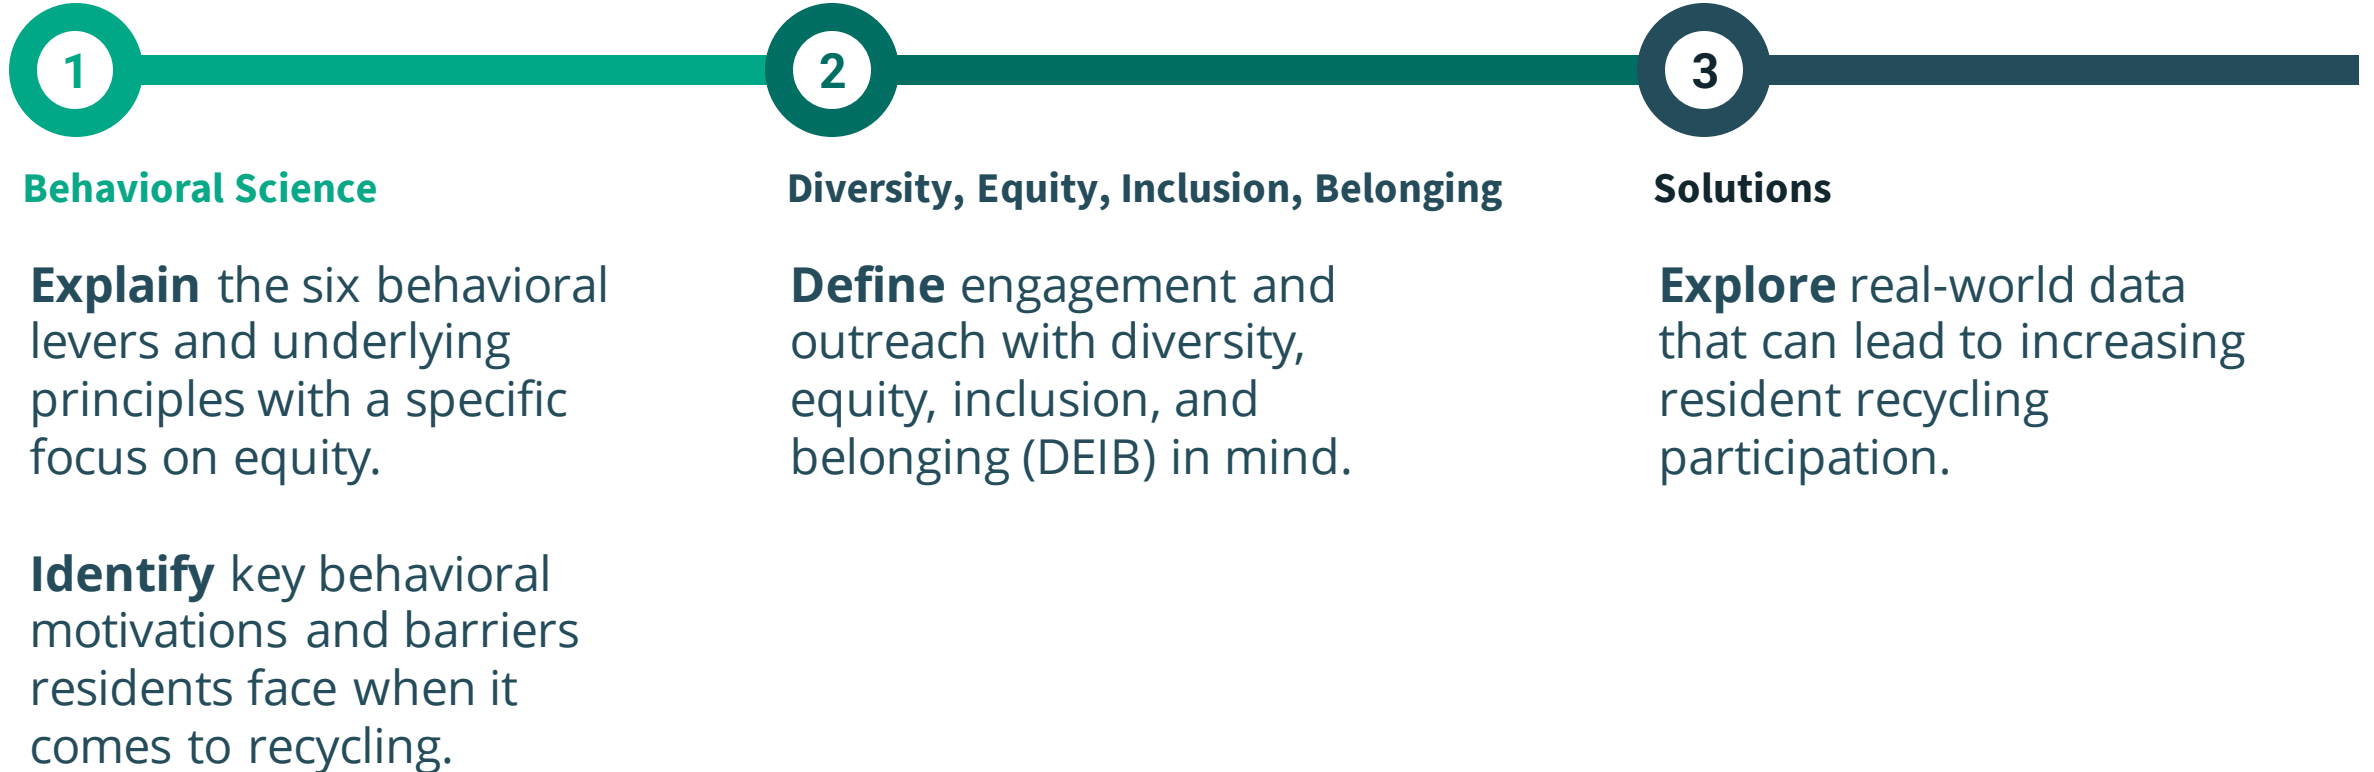 1
2
3
Behavioral Science
Explain the six behavioral
levers and underlying
principles with a specific
focus on equity.
Identify key behavioral
motivations and barriers
residents face when it
comes to recycling.
Diversity, Equity, Inclusion, Belonging
Define engagement and
outreach with diversity,
equity, inclusion, and
belonging (DEIB) in mind.
Solutions
Explore real-world data
that can lead to increasing
resident recycling
participation.